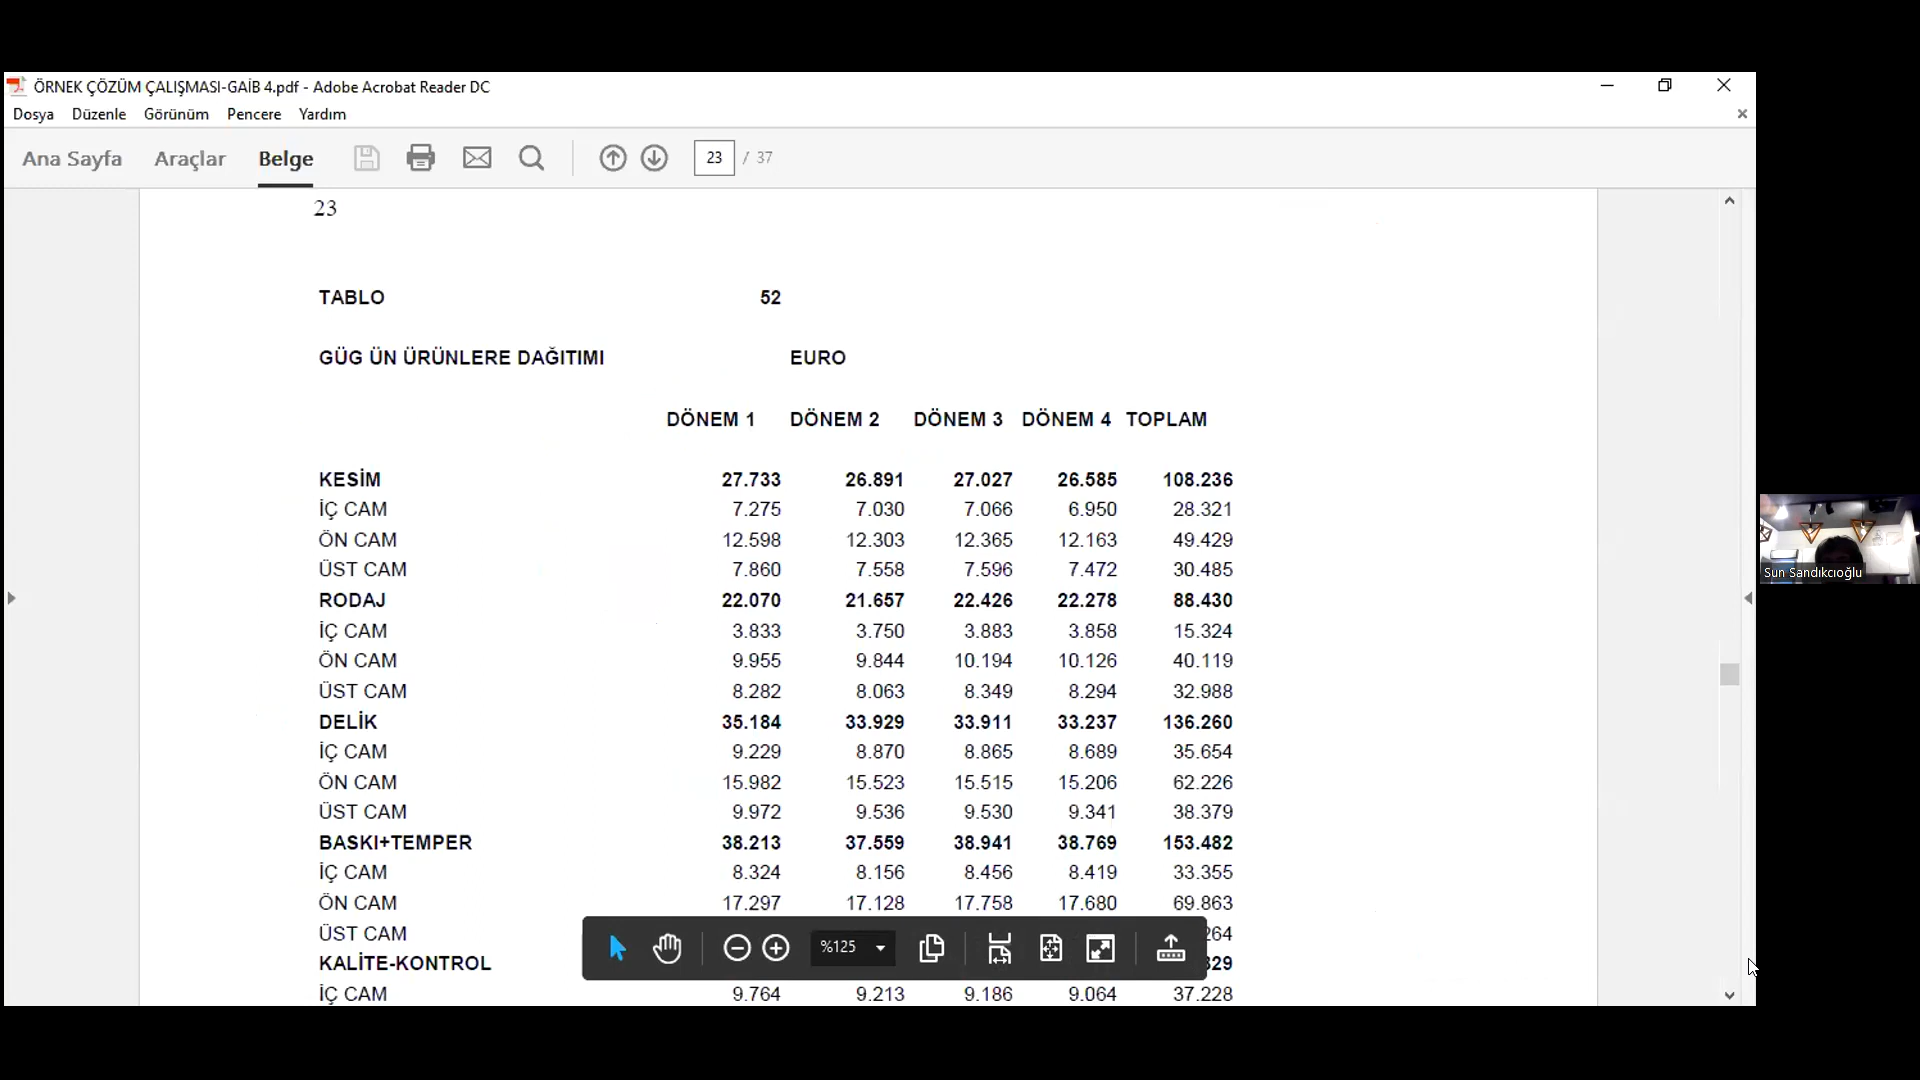 ÖRNEK ÇÖZÜM ÇALIŞMASI-GAİB 4.pdf - Adobe Acrobat Reader DC
Dosya Düzenle Görünüm Pencere Yardım
Ana Sayfa Araçlar Belge 23 / 37
23
TABLO 52
GÜG ÜN ÜRÜNLERE DAĞITIMI EURO
DÖNEM 1 DÖNEM 2 DÖNEM 3 DÖNEM 4 TOPLAM
KESİM 27.733 26.891 27.027 26.585 108.236
İÇ CAM 7.275 7.030 7.066 6.950 28.321
ÖN CAM 12.598 12.303 12.365 12.163 49.429
ÜST CAM 7.860 7.558 7.596 7.472 30.485
RODAJ 22.070 21.657 22.426 22.278 88.430
İÇ CAM 3.833 3.750 3.883 3.858 15.324
ÖN CAM 9.955 9.844 10.194 10.126 40.119
ÜST CAM 8.282 8.063 8.349 8.294 32.988
DELİK 35.184 33.929 33.911 33.237 136.260
İÇ CAM 9.229 8.870 8.865 8.689 35.654
ÖN CAM 15.982 15.523 15.515 15.206 62.226
ÜST CAM 9.972 9.536 9.530 9.341 38.379
BASKI+TEMPER 38.213 37.559 38.941 38.769 153.482
İÇ CAM 8.324 8.156 8.456 8.419 33.355
ÖN CAM 17.297 17.128 17.758 17.680 69.863
ÜST CAM
KALİTE-KONTROL
İÇ CAM 9.764 9.213 9.186 9.064 37.228
%125
Sun Sandıkcıoğlu